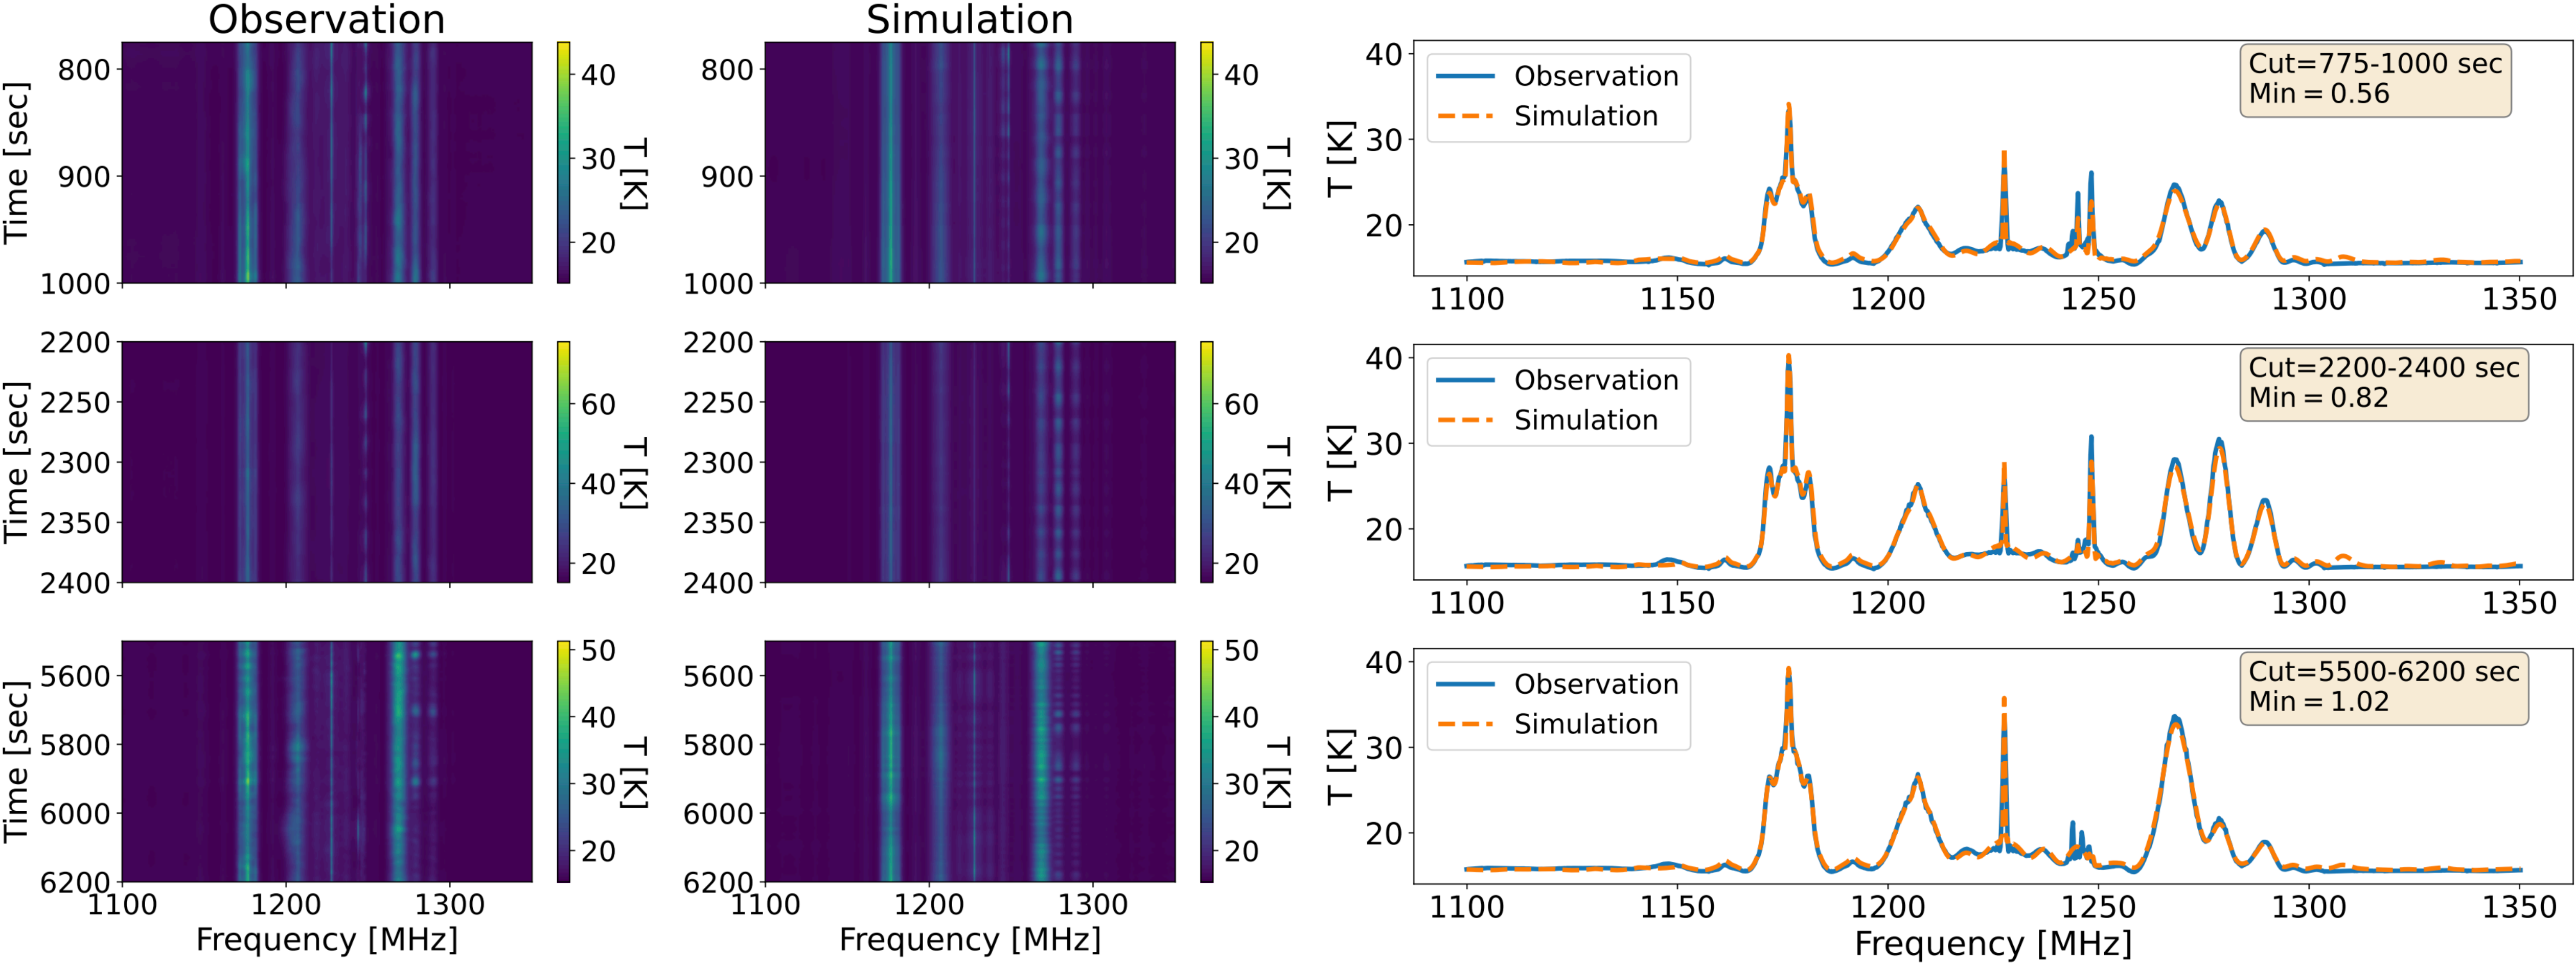 Observation
Simulation
Time [sec]
800
900
1000
1100
1200
1300
40
30
20
T [K]
800
900
1000
1100
1200
1300
40
30
20
T [K]
T [K]
40
30
20
Observation
Simulation
Cut=775-1000 sec
Min = 0.56
1100
1150
1200
1250
1300
1350
Time [sec]
2200
2250
2300
2350
2400
60
40
20
T [K]
2200
2250
2300
2350
2400
60
40
20
T [K]
T [K]
40
30
20
Observation
Simulation
Cut=2200-2400 sec
Min = 0.82
1100
1150
1200
1250
1300
1350
Time [sec]
5600
5800
6000
6200
1100
1200
1300
Frequency [MHz]
50
40
30
20
T [K]
5600
5800
6000
6200
1100
1200
1300
Frequency [MHz]
50
40
30
20
T [K]
T [K]
40
30
20
Observation
Simulation
Cut=5500-6200 sec
Min = 1.02
1100
1150
1200
1250
1300
1350
Frequency [MHz]